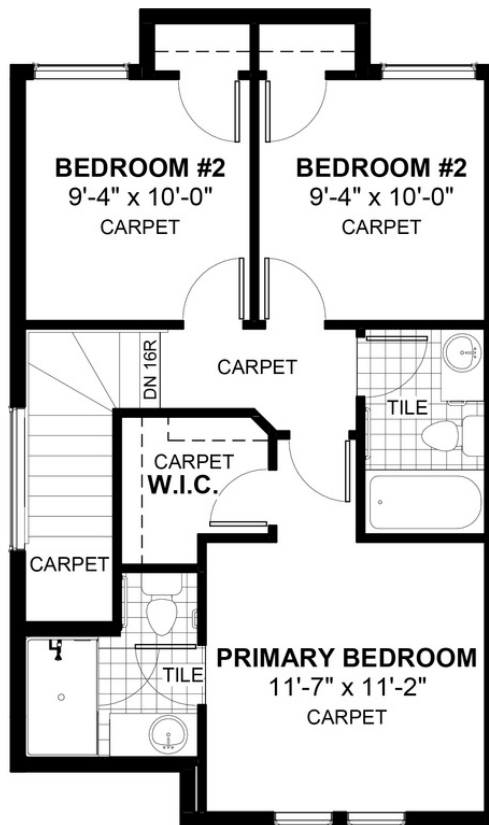 BEDROOM #2
9'-4" x 10'-0"
CARPET
BEDROOM #2
9'-4" x 10'-0"
CARPET
DN 16R
CARPET
TILE
CARPET
W.I.C.
CARPET
TILE
PRIMARY BEDROOM
11'-7" x 11'-2"
CARPET